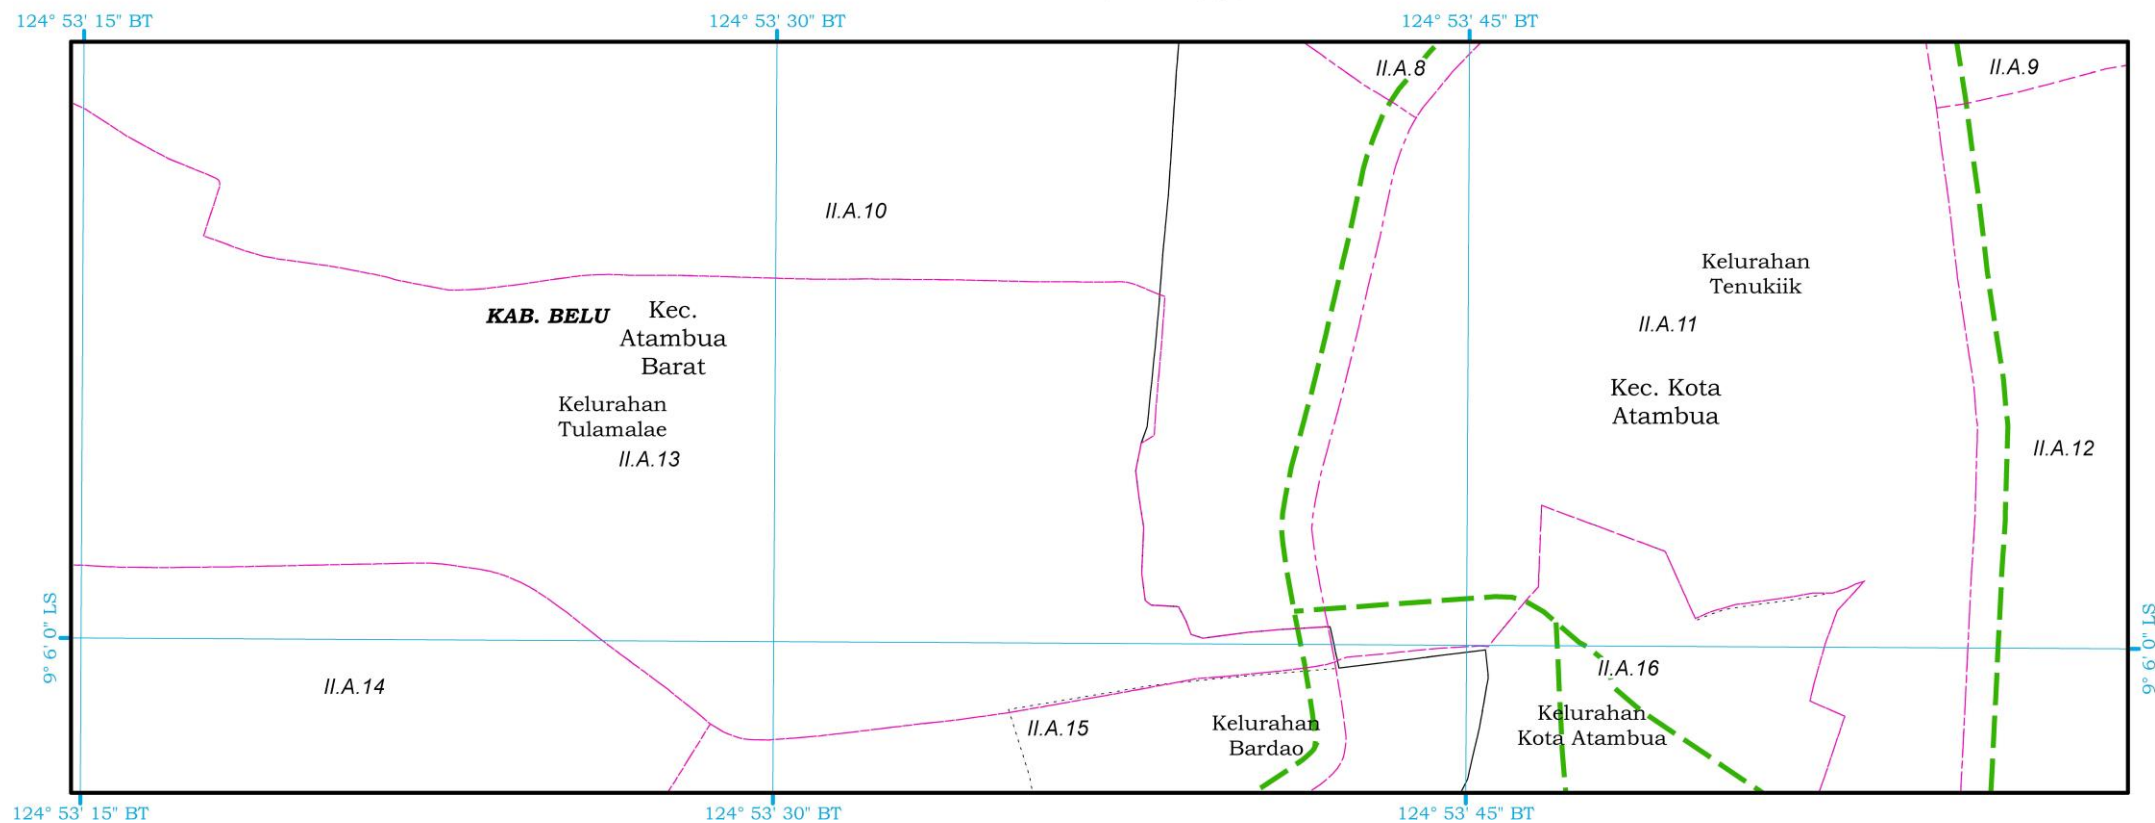 124° 53' 15" BT
124° 53' 30" BT
124° 53' 45" BT
II.A.8
II.A.9
II.A.10
Kelurahan
Tenukiik
KAB. BELU
Kec.
Atambua
Barat
II.A.11
Kec. Kota
Atambua
Kelurahan
Tulamalae
II.A.13
II.A.12
9° 6' 0" LS
9° 6' 0" LS
II.A.14
II.A.16
II.A.15
Kelurahan
Bardao
Kelurahan
Kota Atambua
124° 53' 15" BT
124° 53' 30" BT
124° 53' 45" BT